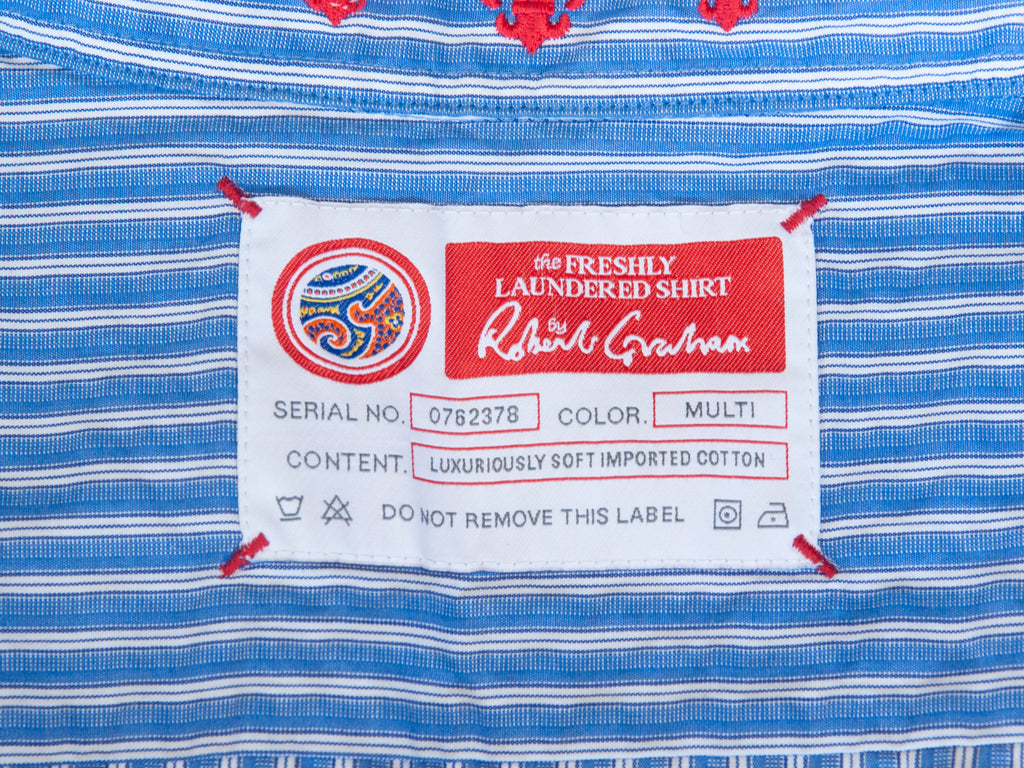 the FRESHLY
LAUNDERED SHIRT
by
Robert Graham
SERIAL NO. 0762378 COLOR. MULTI
CONTENT. LUXURIOUSLY SOFT IMPORTED COTTON
DO NOT REMOVE THIS LABEL